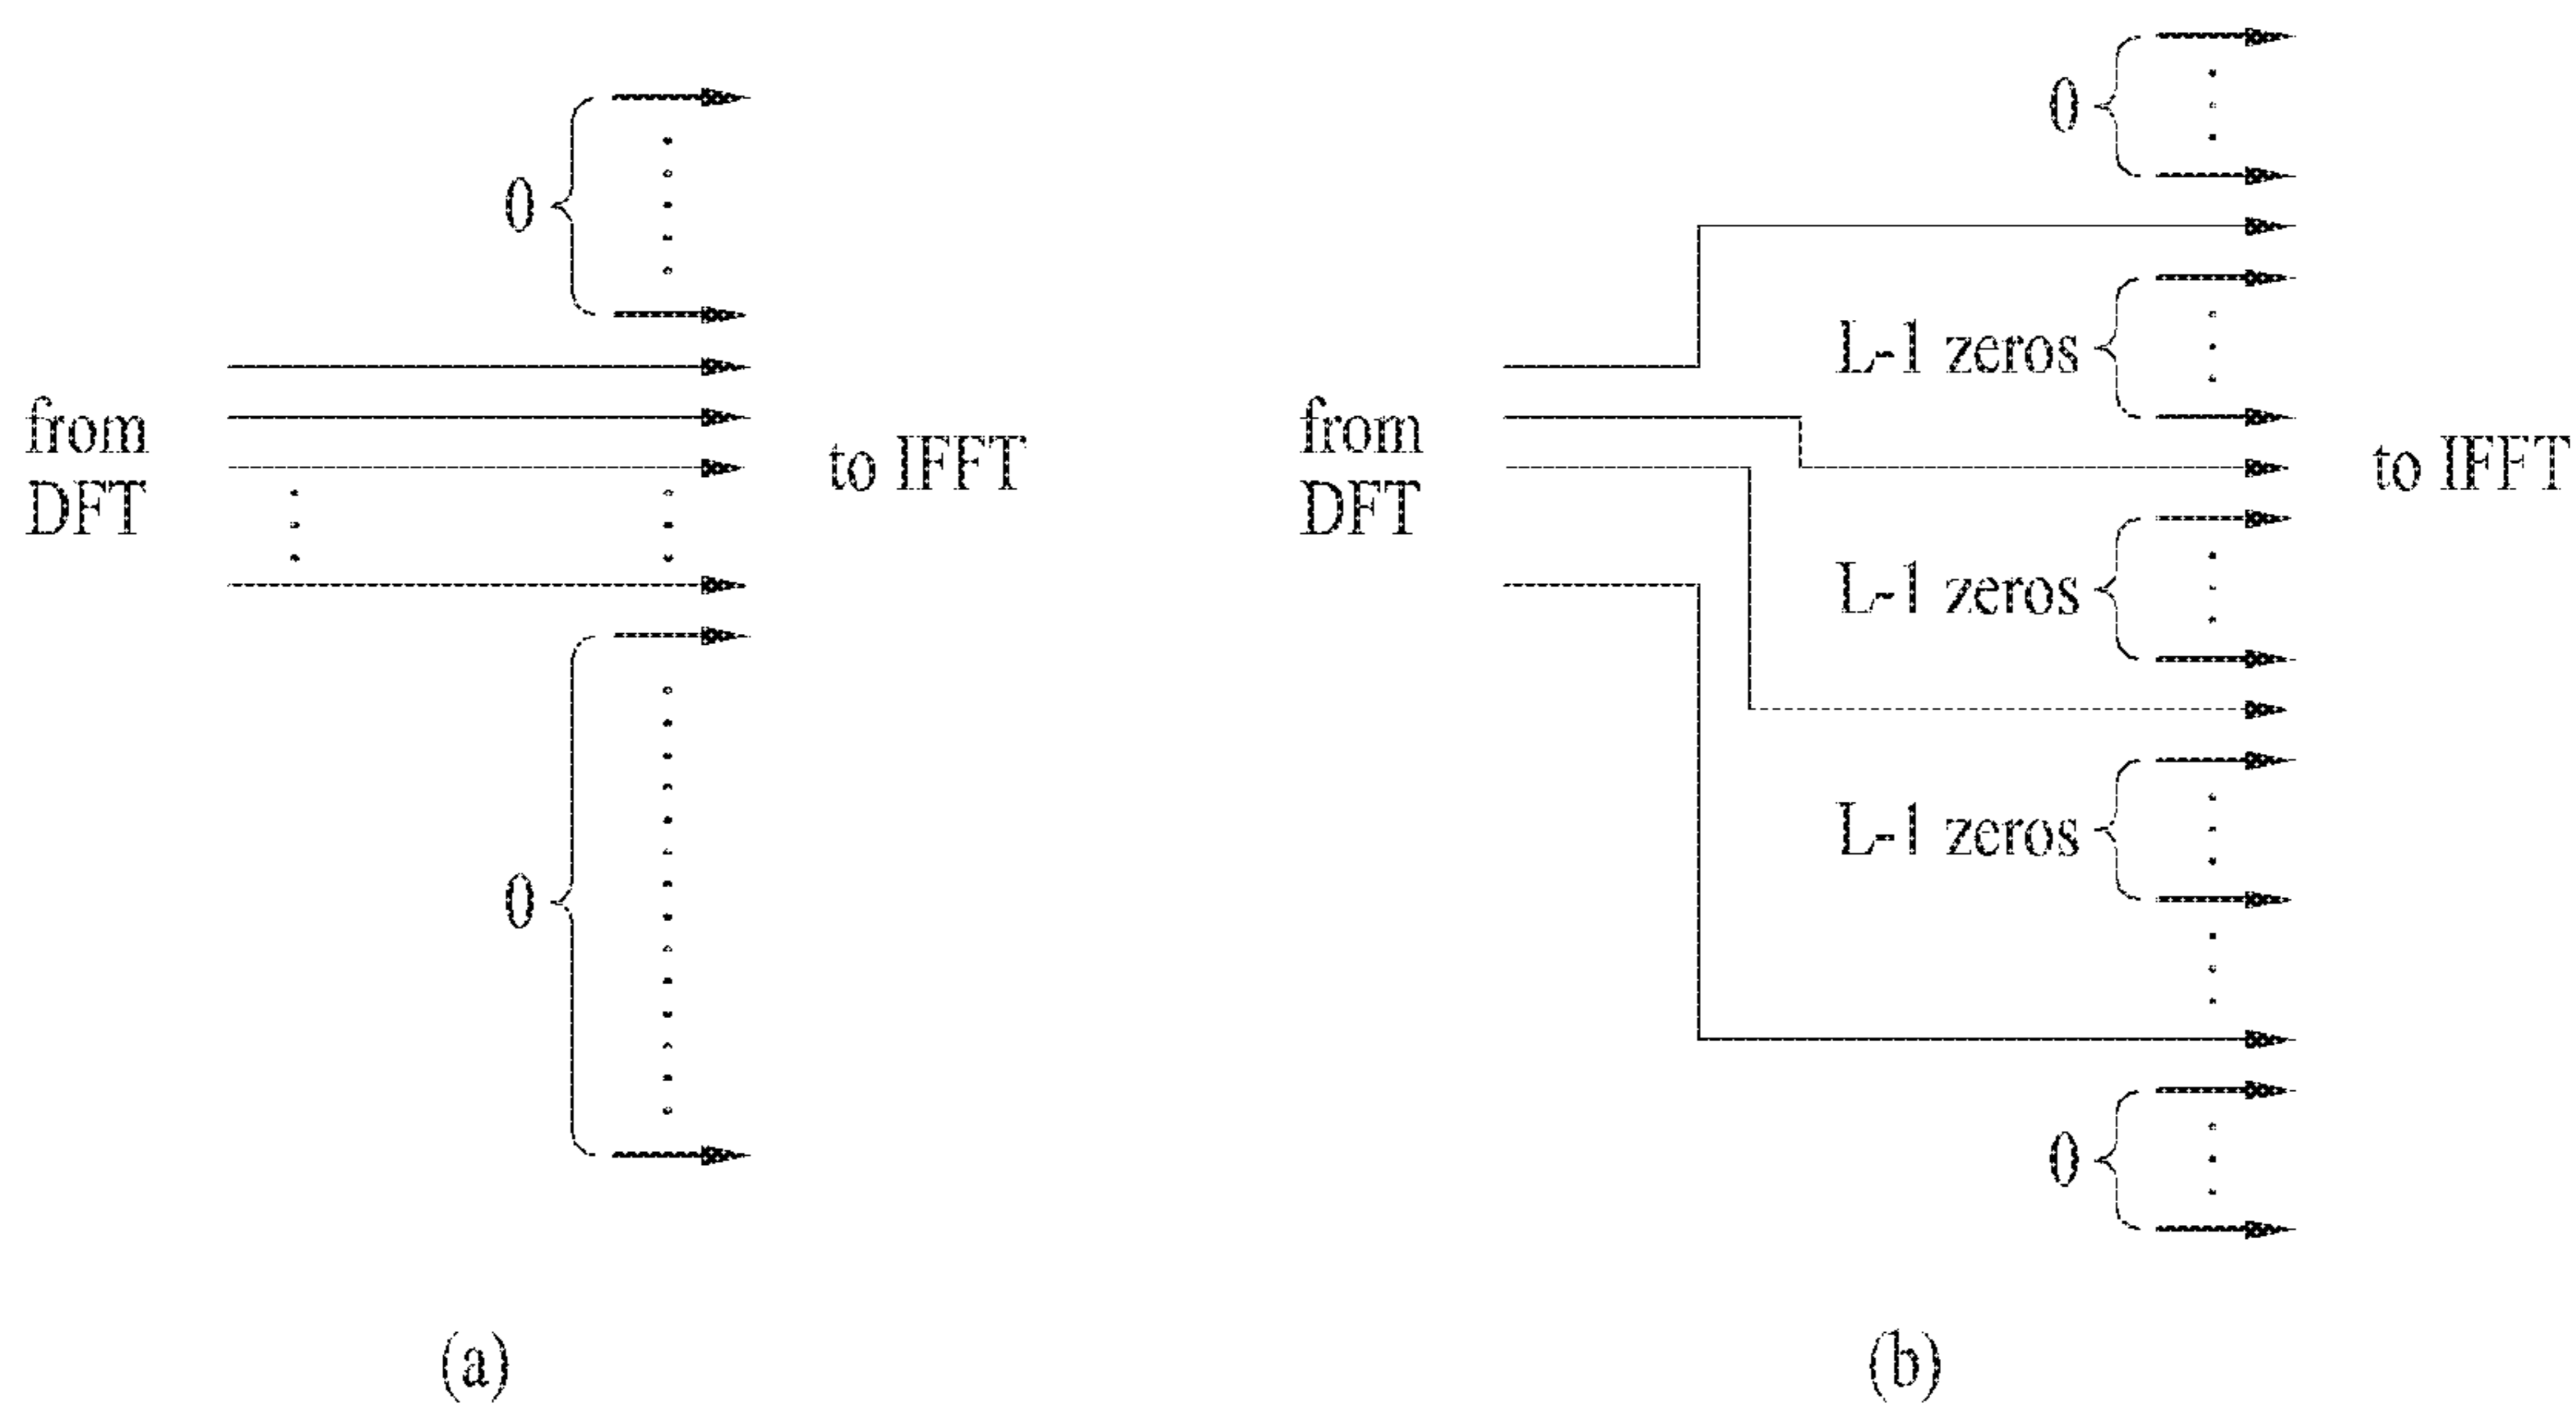 0
from
DFT
to IFFT
0
(a)
0
L-1 zeros
from
DFT
to IFFT
L-1 zeros
L-1 zeros
0
(b)